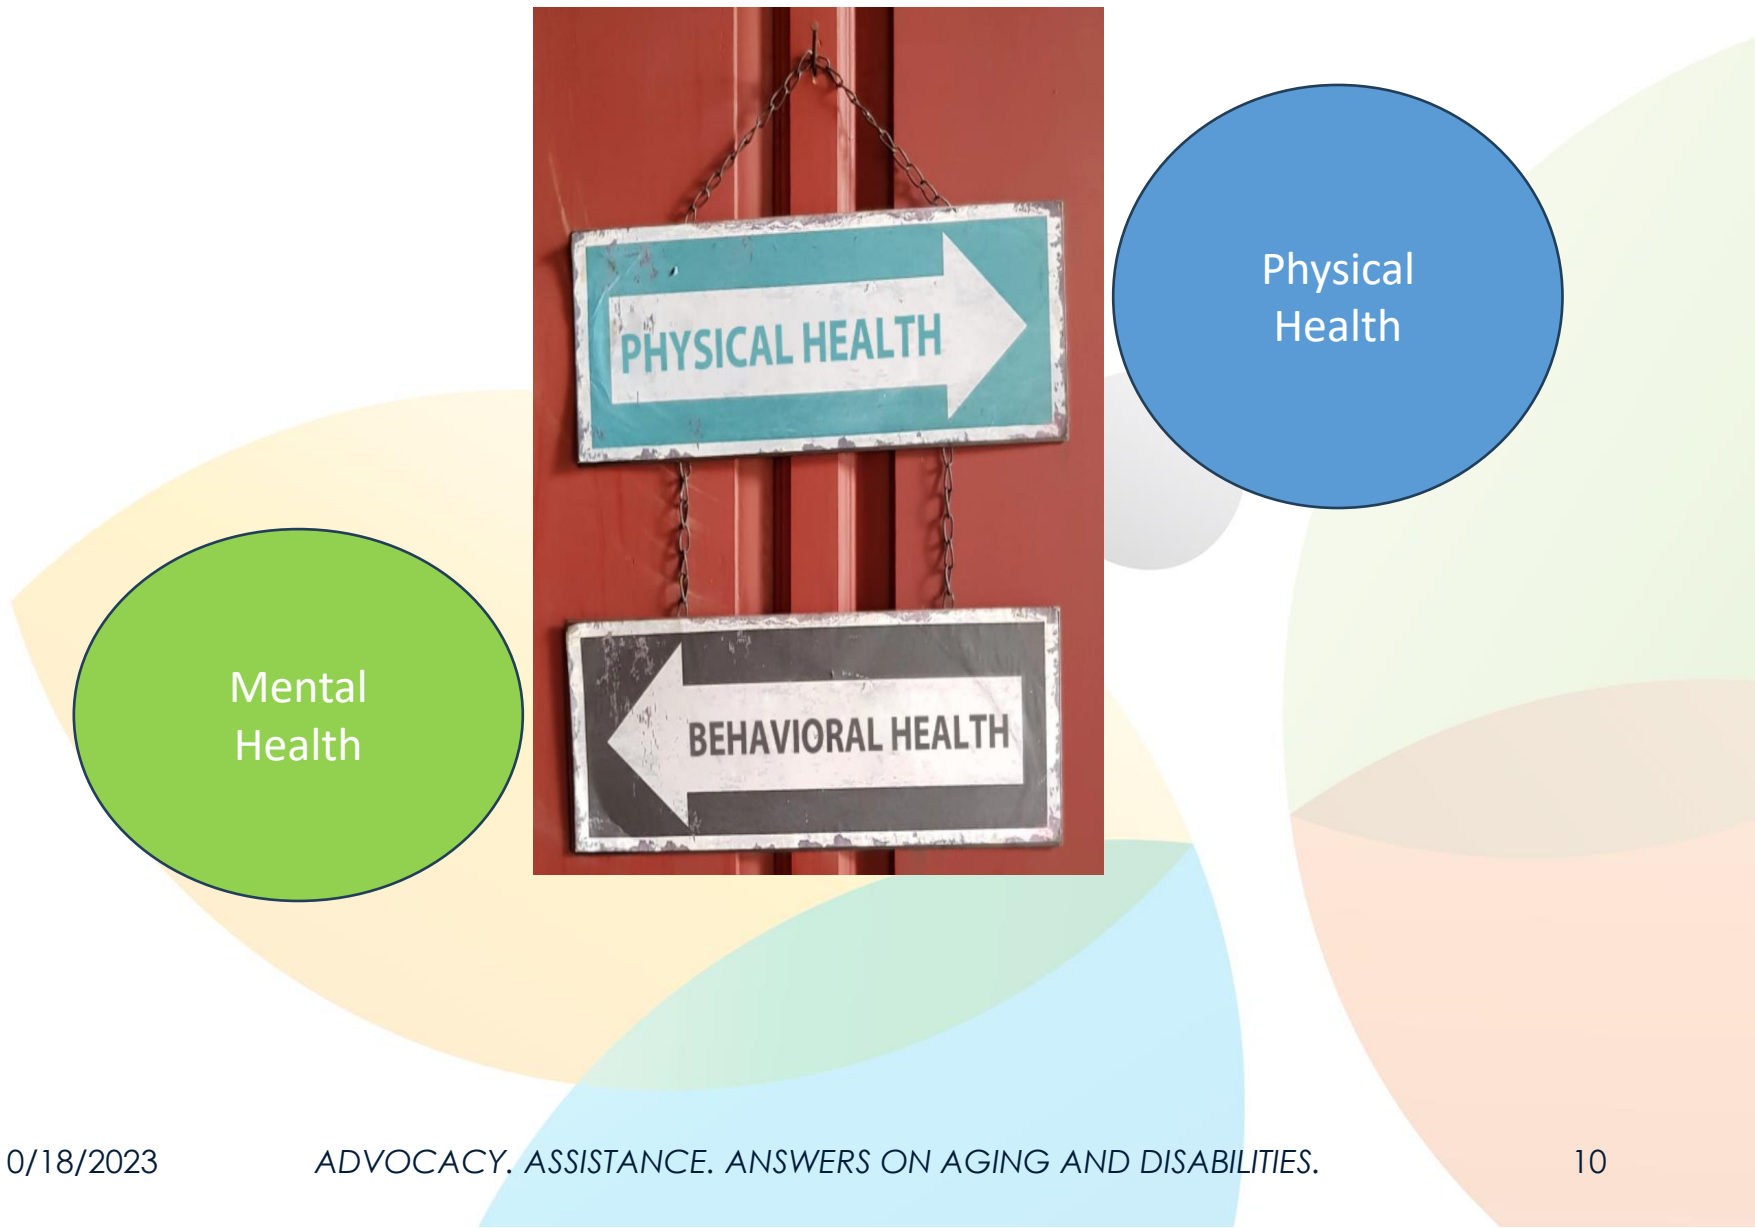 PHYSICAL HEALTH
Physical
Health
Mental
Health
BEHAVIORAL HEALTH
0/18/2023
ADVOCACY. ASSISTANCE. ANSWERS ON AGING AND DISABILITIES.
10